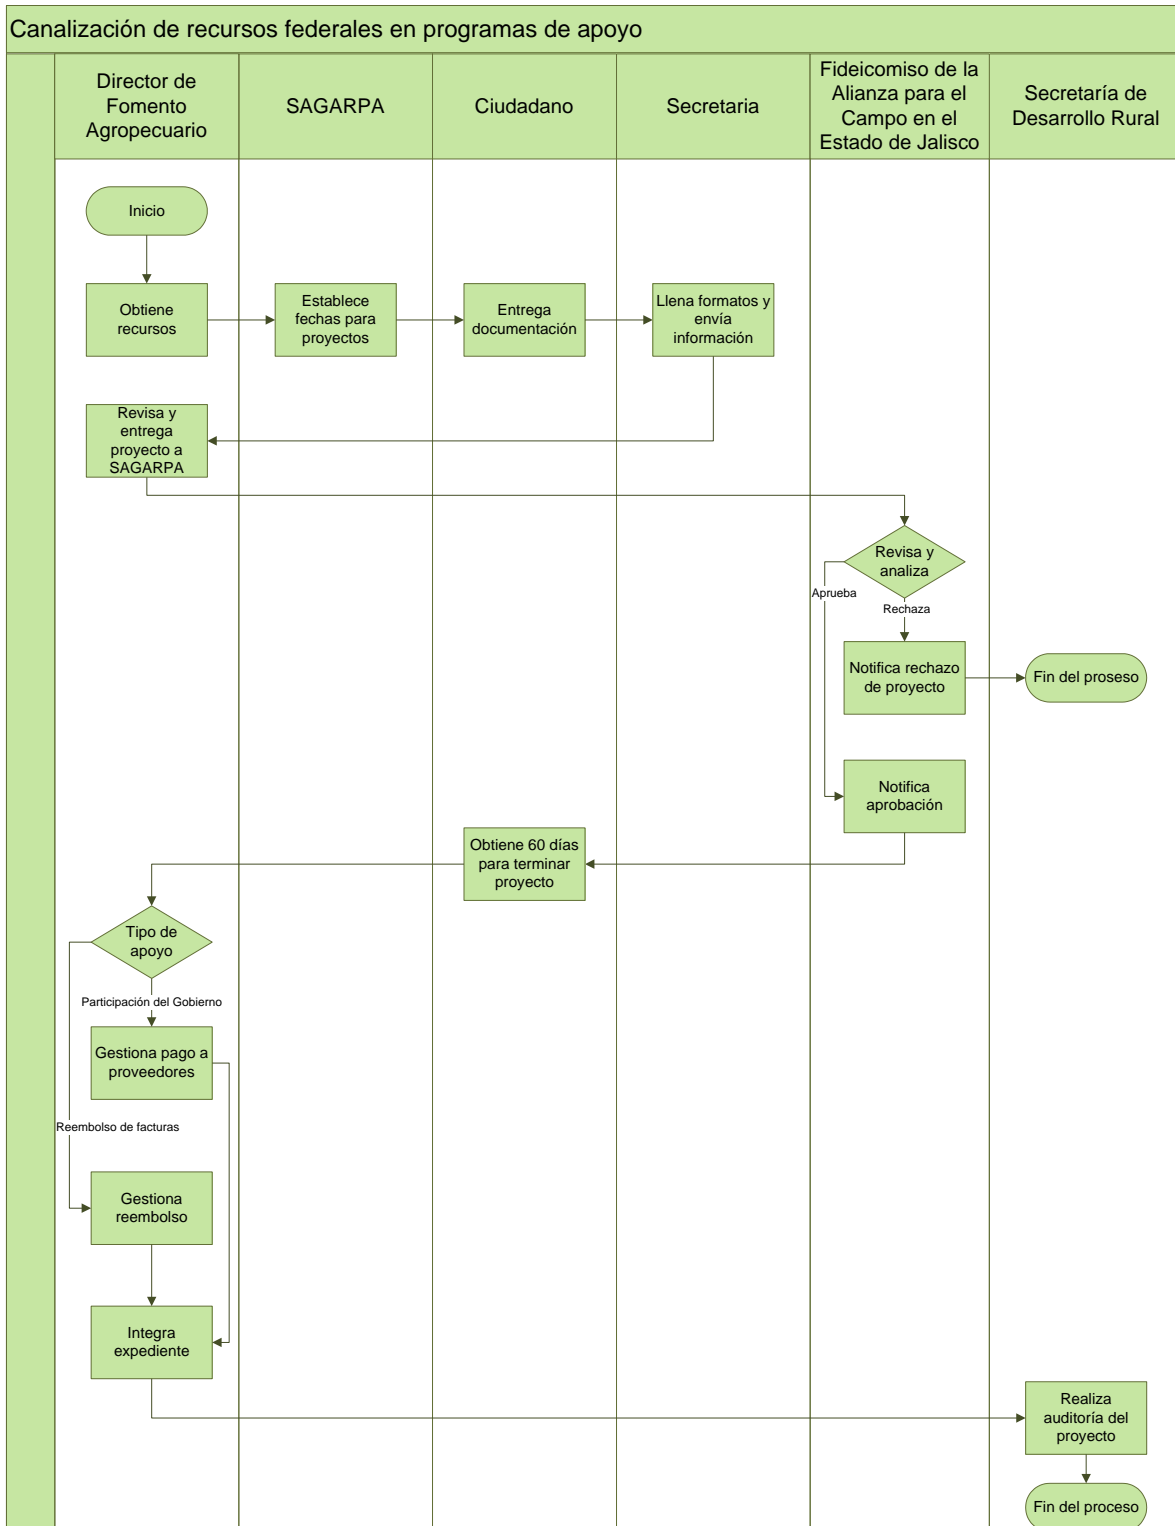 Canalización de recursos federales en programas de apoyo
Director de
Fomento
Agropecuario
SAGARPA
Ciudadano
Secretaria
Fideicomiso de la
Alianza para el
Campo en el
Estado de Jalisco
Secretaría de
Desarrollo Rural
Inicio
Obtiene
recursos
Establece
fechas para
proyectos
Entrega
documentación
Llena formatos y
envía
información
Revisa y
entrega
proyecto a
SAGARPA
Revisa y
analiza
Aprueba
Rechaza
Notifica rechazo
de proyecto
Fin del proseso
Notifica
aprobación
Obtiene 60 días
para terminar
proyecto
Tipo de
apoyo
Participación del Gobierno
Gestiona pago a
proveedores
Reembolso de facturas
Gestiona
reembolso
Integra
expediente
Realiza
auditoría del
proyecto
Fin del proceso